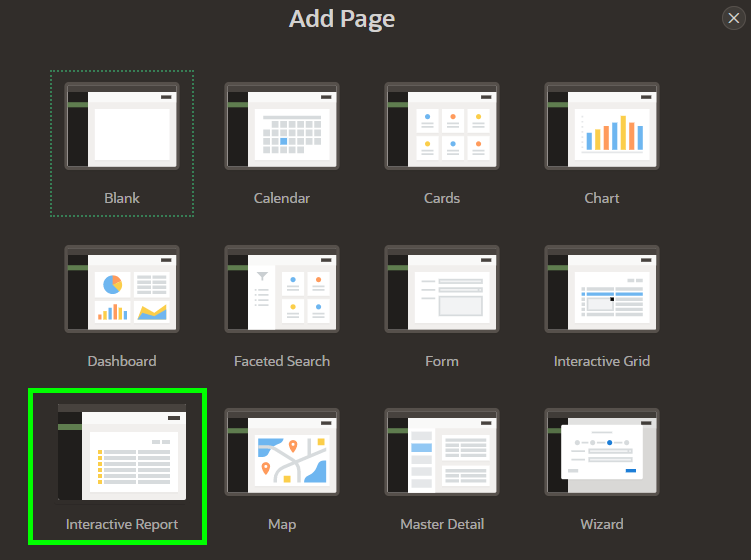 Add Page
Blank
Calendar
Cards
Chart
Dashboard
Faceted Search
Form
Interactive Grid
Interactive Report
Map
Master Detail
Wizard